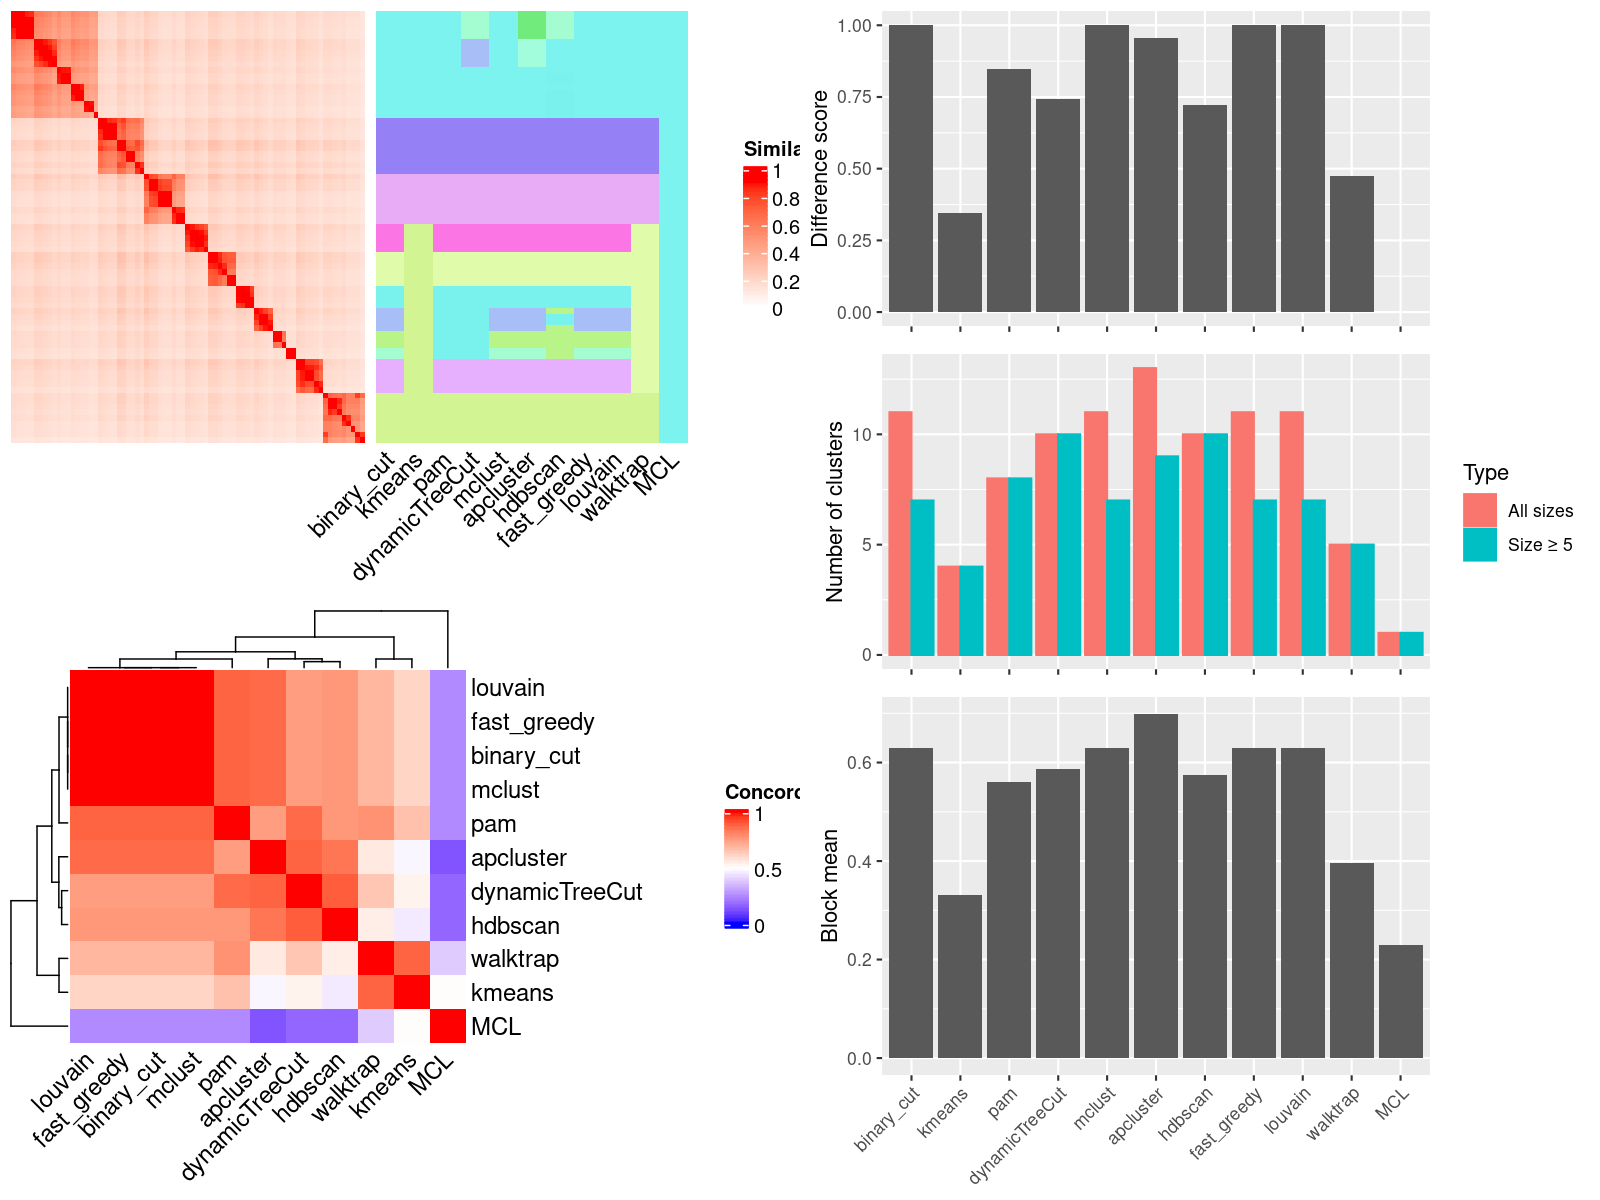 Simila
1
0.8
0.6
0.4
0.2
0
binary_cut
kmeans
pam
dynamicTreeCut
mclust
apcluster
hdbscan
fast_greedy
louvain
walktrap
MCL
louvain
fast_greedy
binary_cut
mclust
pam
apcluster
dynamicTreeCut
hdbscan
walktrap
kmeans
MCL
Concord
1
0.5
0
louvain
fast_greedy
binary_cut
mclust
pam
apcluster
dynamicTreeCut
hdbscan
walktrap
kmeans
MCL
Difference score
1.00
0.75
0.50
0.25
0.00
Number of clusters
10
5
0
Type
All sizes
Size ≥ 5
Block mean
0.6
0.4
0.2
0.0
binary_cut
kmeans
pam
dynamicTreeCut
mclust
apcluster
hdbscan
fast_greedy
louvain
walktrap
MCL